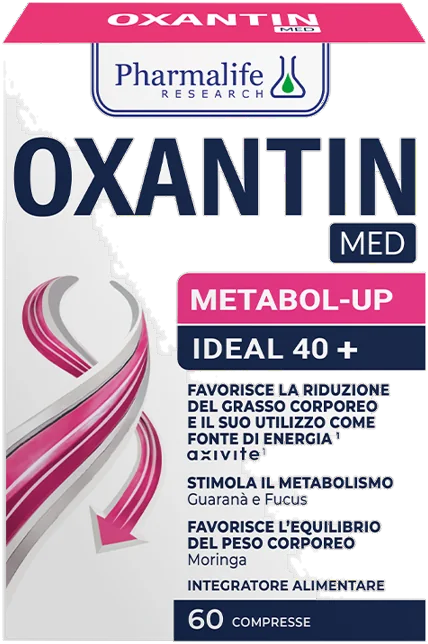 OXANTIN
MED
Pharmalife
RESEARCH
OXANTIN
MED
METABOL-UP
IDEAL 40 +
FAVORISCE LA RIDUZIONE
DEL GRASSO CORPOREO
E IL SUO UTILIZZO COME
FONTE DI ENERGIA¹
axivite¹
STIMOLA IL METABOLISMO
Guaranà e Fucus
FAVORISCE L'EQUILIBRIO
DEL PESO CORPOREO
Moringa
INTEGRATORE ALIMENTARE
60 COMPRESSE